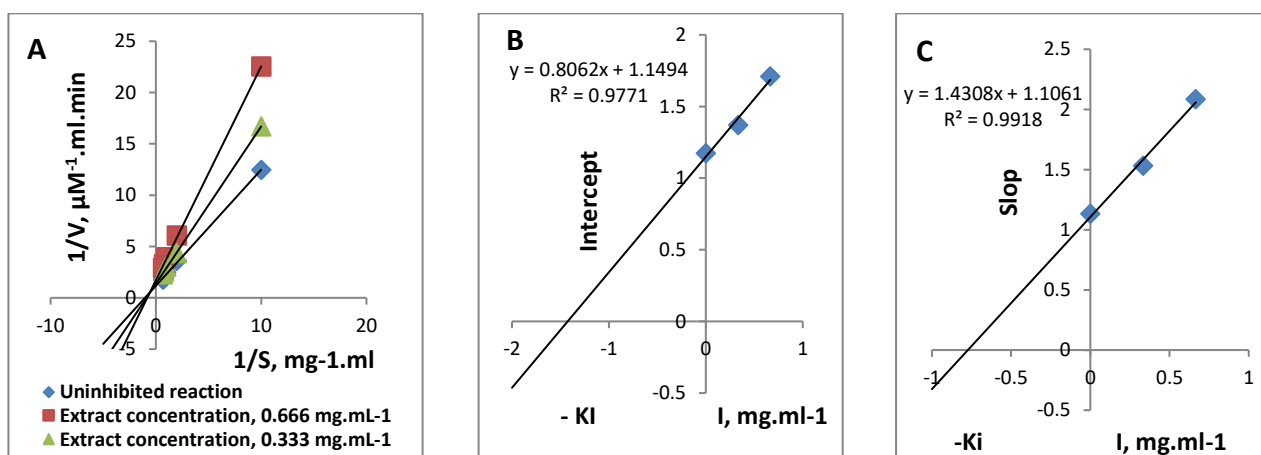 A
1/V, µM⁻¹.ml.min
25
20
15
10
5
0
5
-10
0
10
20
1/S, mg-1.ml
Uninhibited reaction
Extract concentration, 0.666 mg.mL-1
Extract concentration, 0.333 mg.mL-1
B
y = 0.8062x + 1.1494
R² = 0.9771
Intercept
2
1.5
1
0.5
0
-0.5
-2
-1
0
1
- KI
I, mg.ml-1
C
y = 1.4308x + 1.1061
R² = 0.9918
Slop
2.5
2
1.5
1
0.5
0
-0.5
-1
-0.5
0
0.5
1
-Ki
I, mg.ml-1